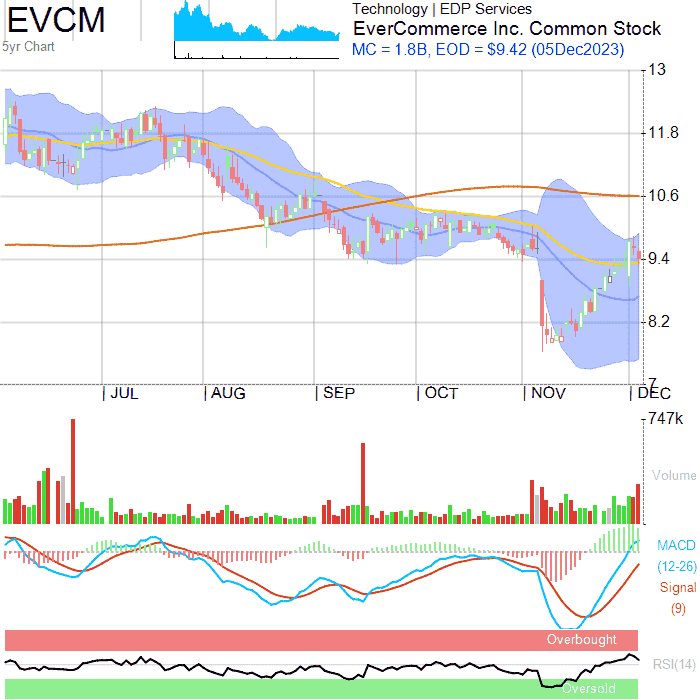 EVCM
5yr Chart
Technology | EDP Services
EverCommerce Inc. Common Stock
MC = 1.8B, EOD = $9.42 (05Dec2023)
13
11.8
10.6
9.4
8.2
7
JUL AUG SEP OCT NOV DEC
747k
Volume
MACD
(12-26)
Signal
(9)
Overbought
RSI(14)
Oversold